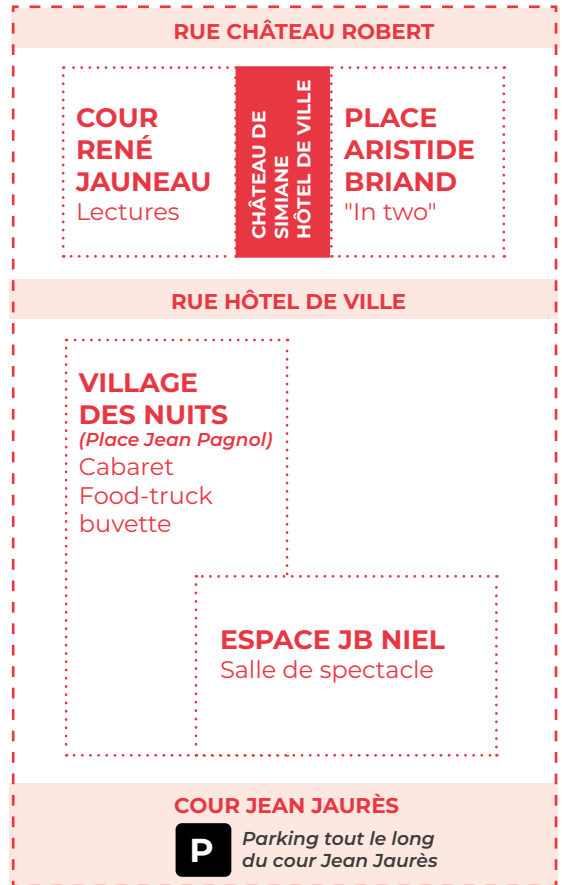 RUE CHÂTEAU ROBERT
COUR
RENÉ
JAUNEAU
Lectures
CHÂTEAU DE
SIMIANE
HÔTEL DE VILLE
PLACE
ARISTIDE
BRIAND
"In two"
RUE HÔTEL DE VILLE
VILLAGE
DES NUITS
(Place Jean Pagnol)
Cabaret
Food-truck
buvette
ESPACE JB NIEL
Salle de spectacle
COUR JEAN JAURÈS
P
Parking tout le long
du cour Jean Jaurès